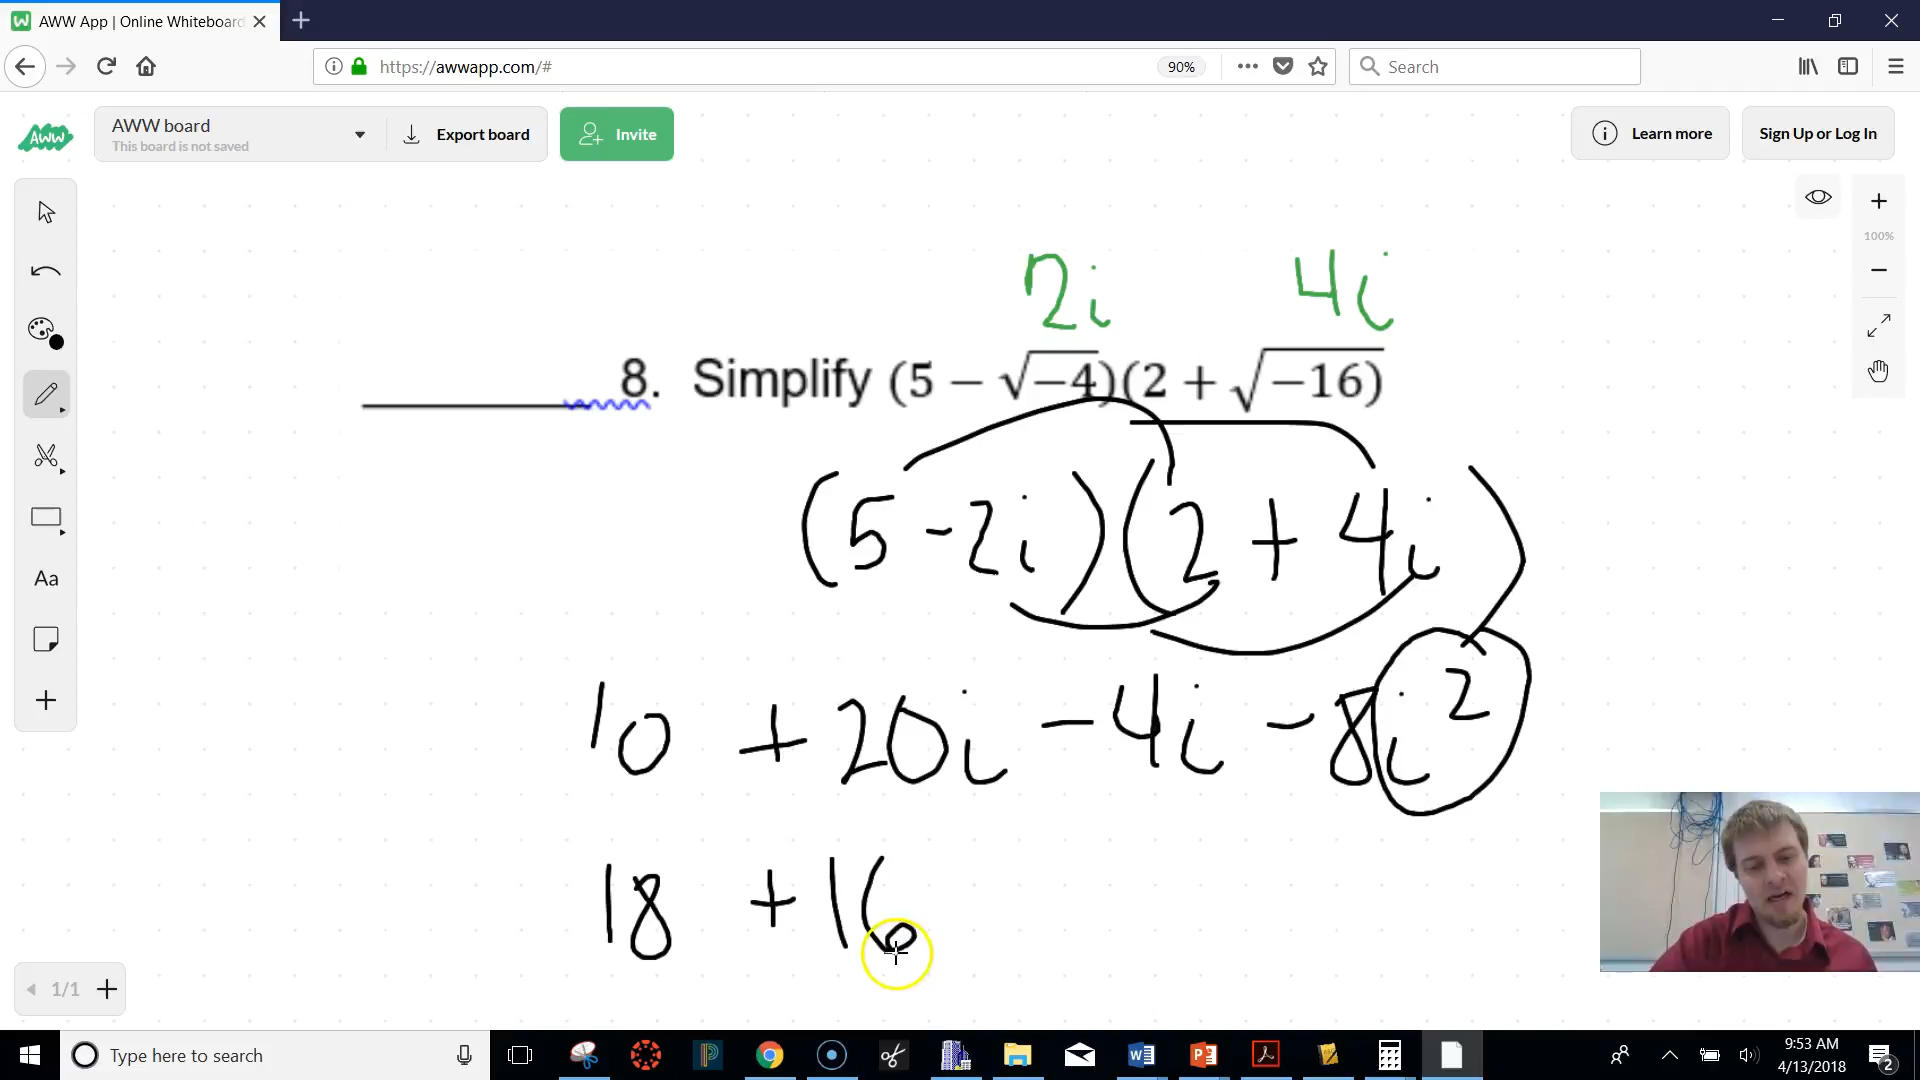 AWW App | Online Whiteboard
https://awwapp.com/#
90%
Search
AWW
AWW board
This board is not saved
Export board
Invite
Learn more
Sign Up or Log In
100%
Aa
2i 4i
8. Simplify (5 − √−4)(2 + √−16)
(5 - 2i)(2 + 4i)
10 + 20i - 4i - 8i²
18 + 16
1/1
Type here to search
9:53 AM
4/13/2018
2